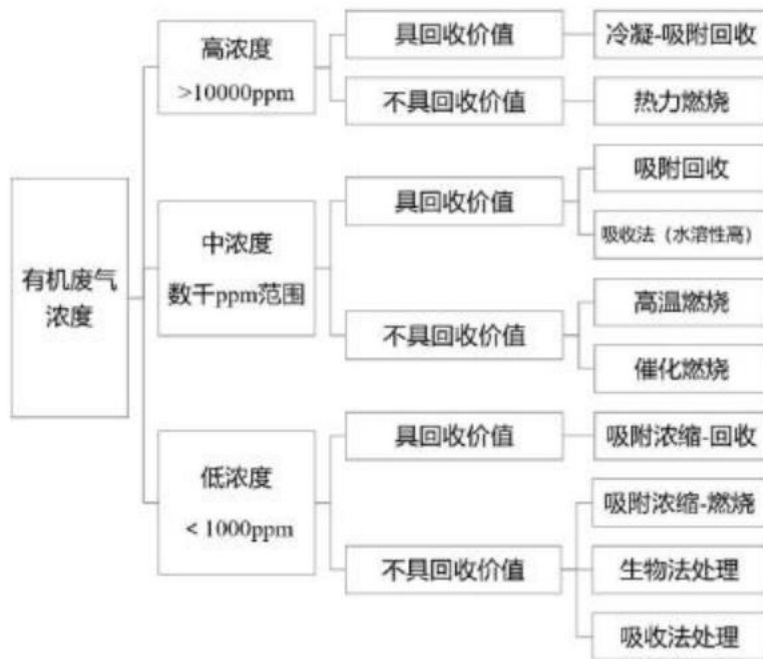 有机废气
浓度
高浓度
>10000ppm
具回收价值
冷凝-吸附回收
不具回收价值
热力燃烧
中浓度
数千ppm范围
具回收价值
吸附回收
吸收法（水溶性高）
不具回收价值
高温燃烧
催化燃烧
低浓度
< 1000ppm
具回收价值
吸附浓缩-回收
不具回收价值
吸附浓缩-燃烧
生物法处理
吸收法处理